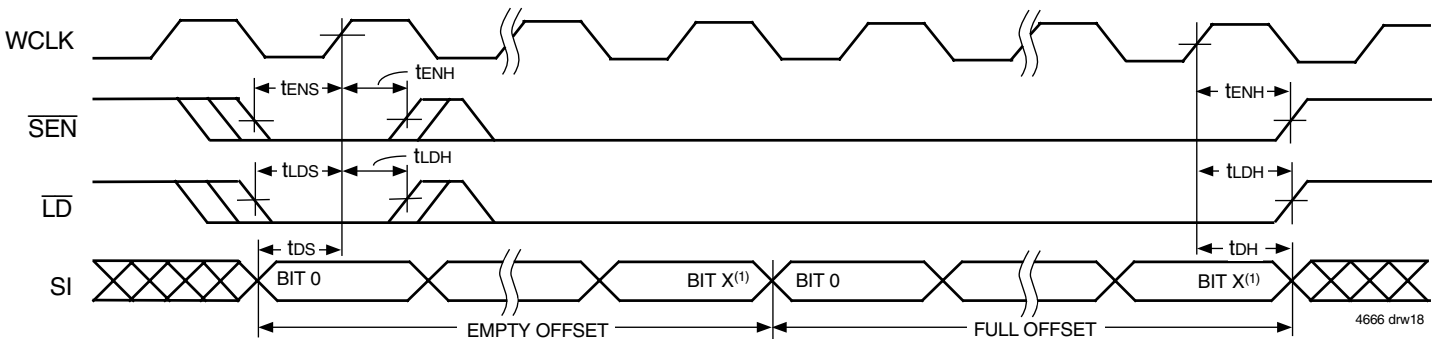 WCLK
tENS
tENH
tENH
SEN
tLDS
tLDH
tLDH
LD
tDS
tDH
SI
BIT 0
BIT X(1)
BIT 0
BIT X(1)
EMPTY OFFSET
FULL OFFSET
4666 drw18